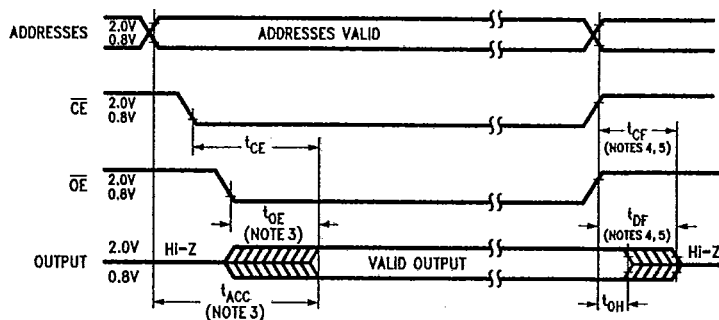 ADDRESSES 2.0V 0.8V ADDRESSES VALID
CE 2.0V 0.8V
tCE
tCF (NOTES 4, 5)
OE 2.0V 0.8V
tOE (NOTE 3)
tDF (NOTES 4, 5)
OUTPUT 2.0V 0.8V Hi-Z VALID OUTPUT Hi-Z
tACC (NOTE 3)
tOH